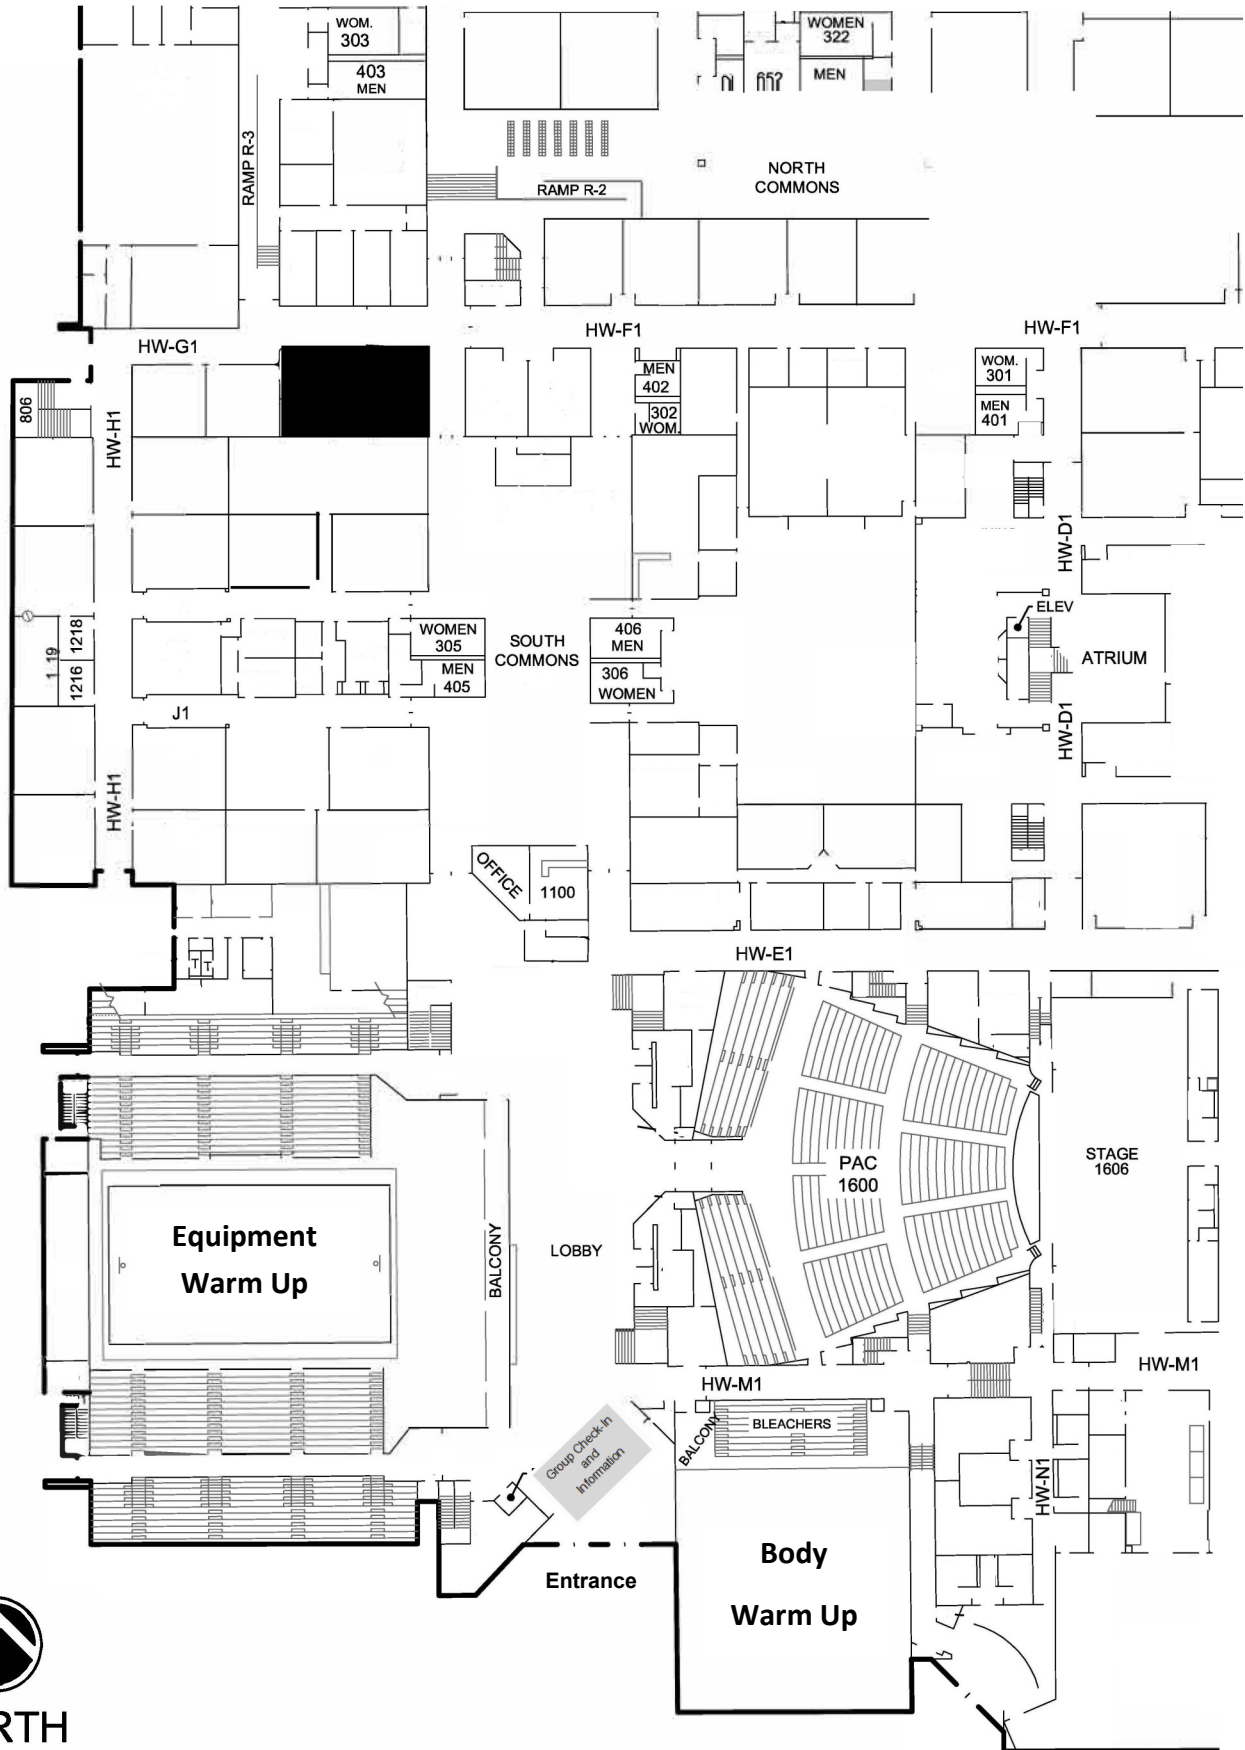 WOM.
303
403
MEN
WOMEN
322
MEN
652
RAMP R-3
RAMP R-2
NORTH
COMMONS
HW-G1
HW-F1
HW-F1
MEN
402
302
WOM.
WOM.
301
MEN
401
806
HW-H1
HW-D1
ELEV
ATRIUM
WOMEN
305
MEN
405
SOUTH
COMMONS
406
MEN
306
WOMEN
1218
1216
J1
HW-D1
HW-H1
OFFICE
1100
HW-E1
PAC
1600
STAGE
1606
Equipment
Warm Up
BALCONY
LOBBY
HW-M1
HW-M1
BALCONY
BLEACHERS
Group Check-In
and
Information
HW-N1
Entrance
Body
Warm Up
RTH